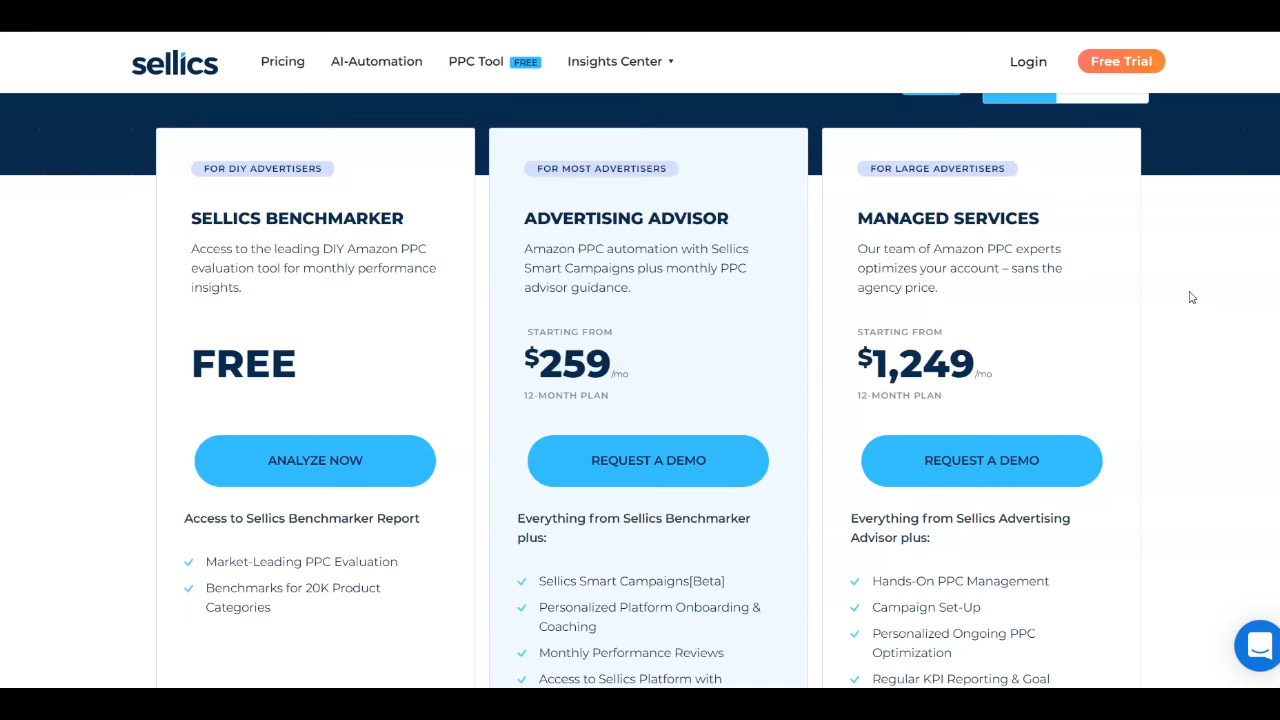 sellics
Pricing
AI-Automation
PPC Tool FREE
Insights Center
Login
Free Trial
FOR DIY ADVERTISERS
SELLICS BENCHMARKER
Access to the leading DIY Amazon PPC
evaluation tool for monthly performance
insights.
FREE
ANALYZE NOW
Access to Sellics Benchmarker Report
Market-Leading PPC Evaluation
Benchmarks for 20K Product
Categories
FOR MOST ADVERTISERS
ADVERTISING ADVISOR
Amazon PPC automation with Sellics
Smart Campaigns plus monthly PPC
advisor guidance.
STARTING FROM
$259/mo
12-MONTH PLAN
REQUEST A DEMO
Everything from Sellics Benchmarker
plus:
Sellics Smart Campaigns[Beta]
Personalized Platform Onboarding &
Coaching
Monthly Performance Reviews
Access to Sellics Platform with
FOR LARGE ADVERTISERS
MANAGED SERVICES
Our team of Amazon PPC experts
optimizes your account – sans the
agency price.
STARTING FROM
$1,249/mo
12-MONTH PLAN
REQUEST A DEMO
Everything from Sellics Advertising
Advisor plus:
Hands-On PPC Management
Campaign Set-Up
Personalized Ongoing PPC
Optimization
Regular KPI Reporting & Goal